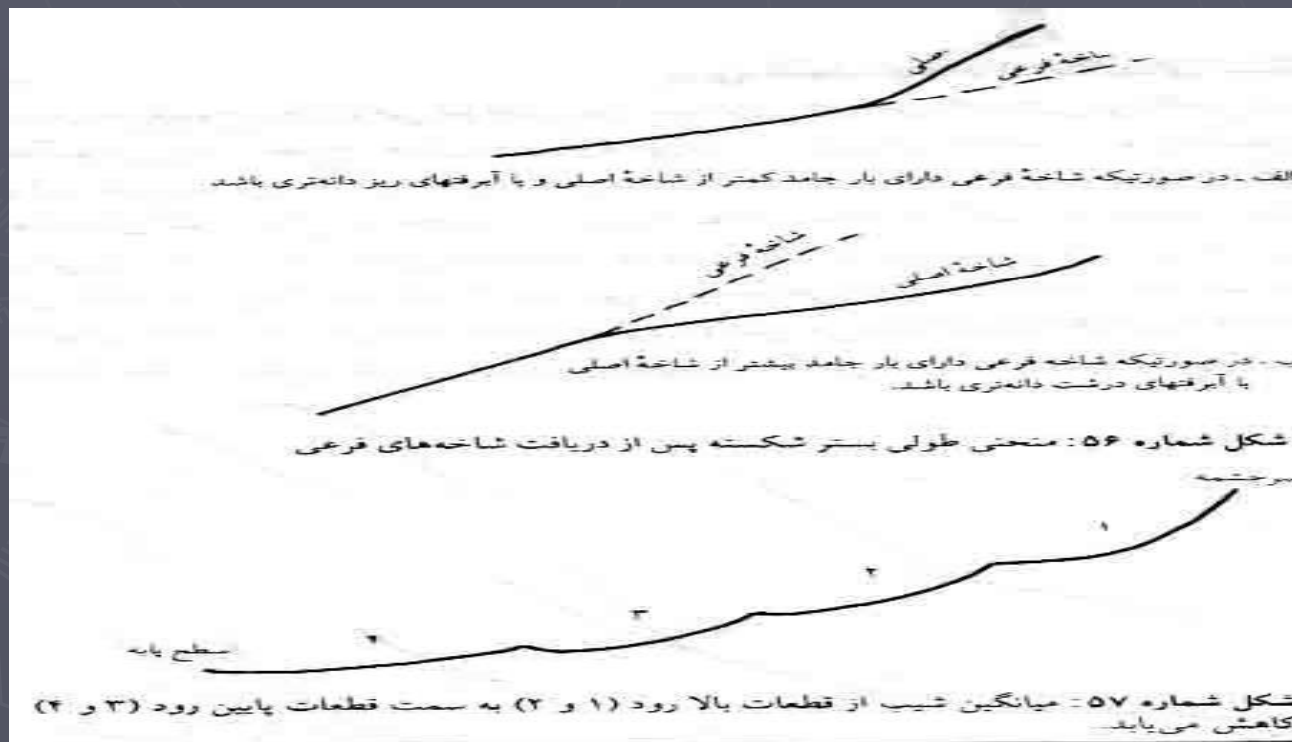 اصلی
شاخهٔ فرعی
الف ـ در صورتیکه شاخهٔ فرعی دارای بار جامد کمتر از شاخهٔ اصلی و با آبرفتهای ریز دانه‌تری باشد.
شاخهٔ فرعی
شاخهٔ اصلی
ب ـ در صورتیکه شاخه فرعی دارای بار جامد بیشتر از شاخهٔ اصلی
با آبرفتهای درشت دانه‌تری باشد.
شکل شماره ۵۶ : منحنی طولی بستر شکسته پس از دریافت شاخه‌های فرعی
سرچشمه
۱
۲
۳
۴
سطح پایه
شکل شماره ۵۷ : میانگین شیب از قطعات بالا رود (۱ و ۲) به سمت قطعات پایین رود (۳ و ۴)
کاهش می‌یابد.